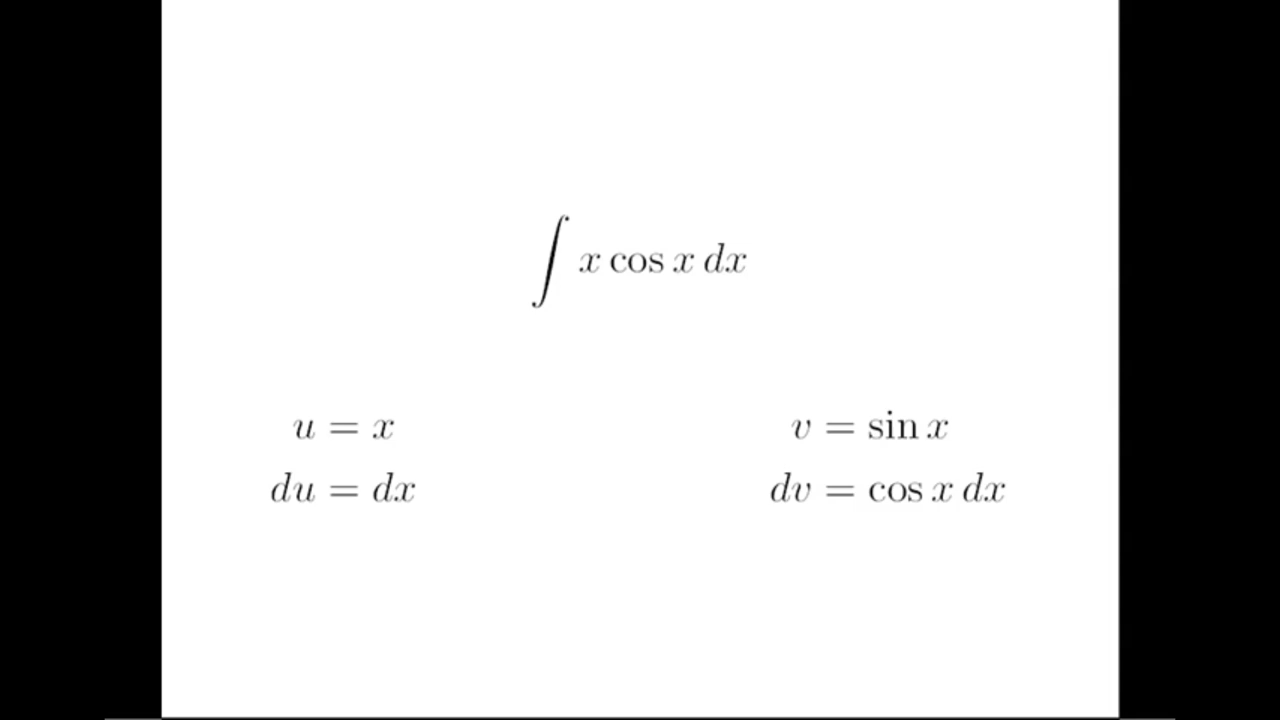 ∫ x cos x dx
u = x v = sin x
du = dx dv = cos x dx